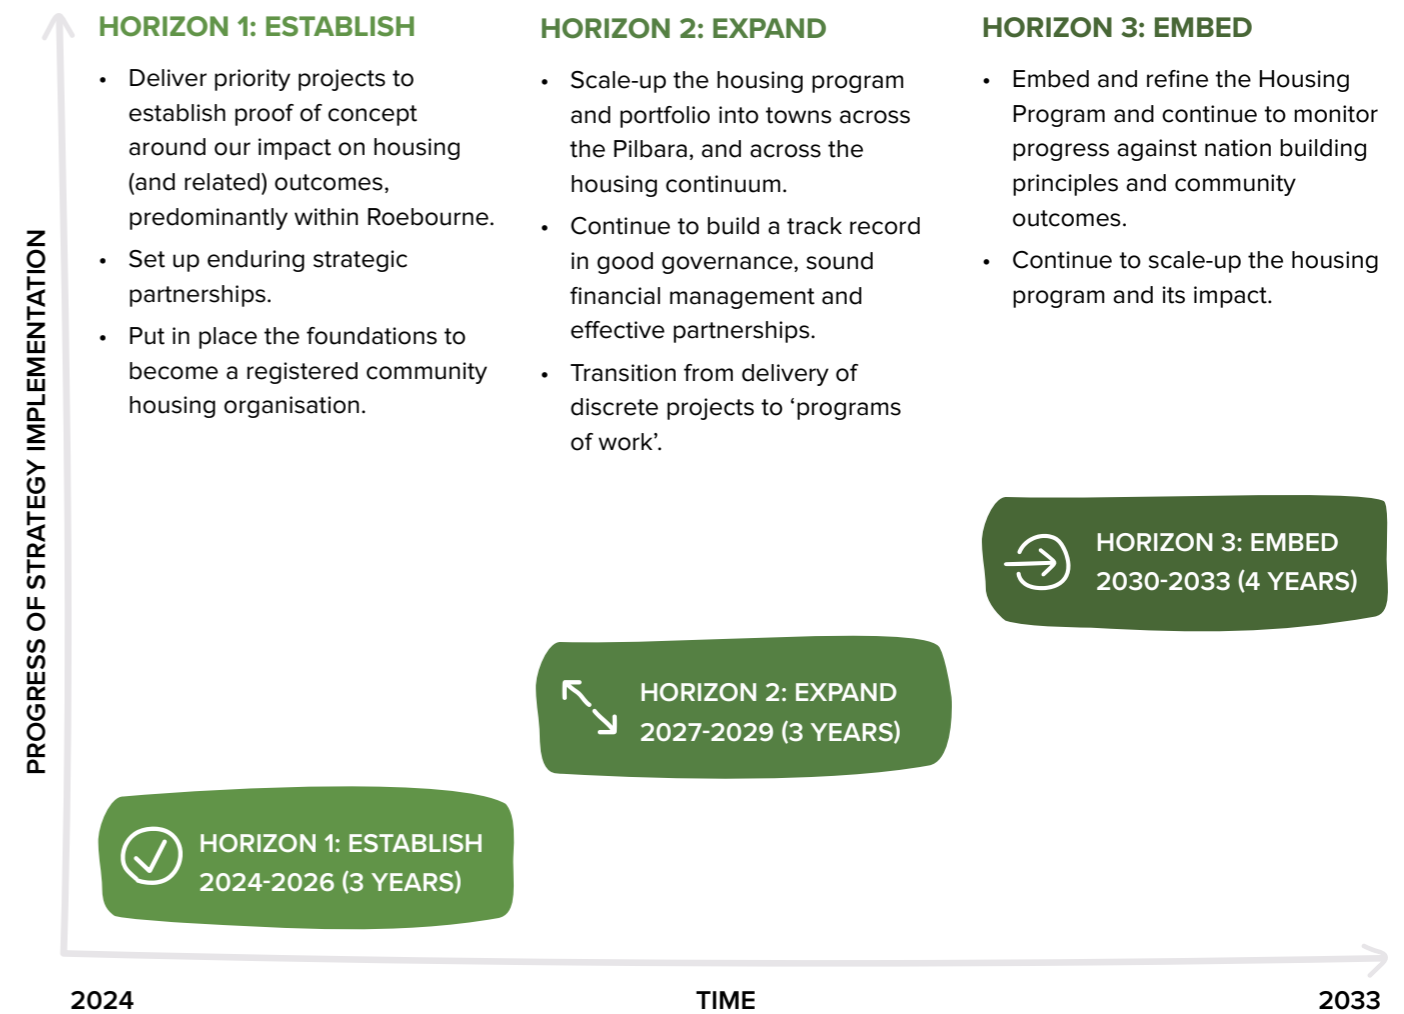 HORIZON 1: ESTABLISH
• Deliver priority projects to
establish proof of concept
around our impact on housing
(and related) outcomes,
predominantly within Roebourne.
• Set up enduring strategic
partnerships.
• Put in place the foundations to
become a registered community
housing organisation.
HORIZON 2: EXPAND
• Scale-up the housing program
and portfolio into towns across
the Pilbara, and across the
housing continuum.
• Continue to build a track record
in good governance, sound
financial management and
effective partnerships.
• Transition from delivery of
discrete projects to ‘programs
of work’.
HORIZON 3: EMBED
• Embed and refine the Housing
Program and continue to monitor
progress against nation building
principles and community
outcomes.
• Continue to scale-up the housing
program and its impact.
PROGRESS OF STRATEGY IMPLEMENTATION
HORIZON 3: EMBED
2030-2033 (4 YEARS)
HORIZON 2: EXPAND
2027-2029 (3 YEARS)
HORIZON 1: ESTABLISH
2024-2026 (3 YEARS)
2024
TIME
2033